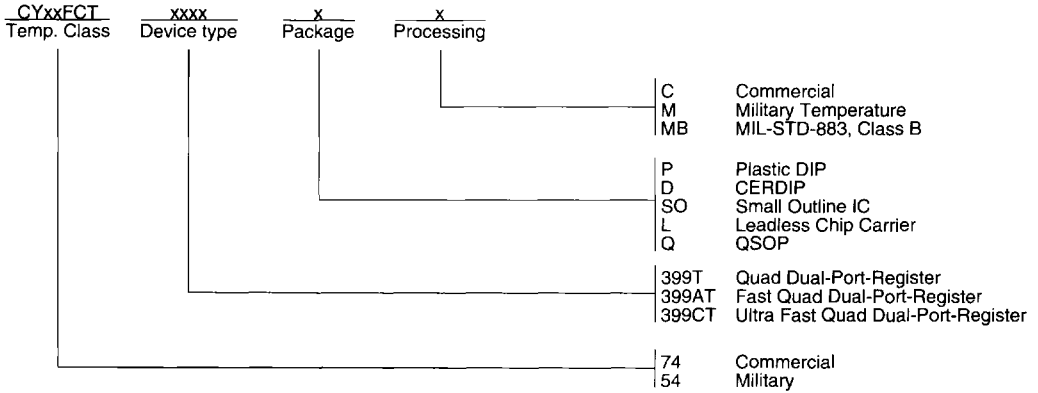 CYxxFCT xxxx x x
Temp. Class Device type Package Processing
C Commercial
M Military Temperature
MB MIL-STD-883, Class B
P Plastic DIP
D CERDIP
SO Small Outline IC
L Leadless Chip Carrier
Q QSOP
399T Quad Dual-Port-Register
399AT Fast Quad Dual-Port-Register
399CT Ultra Fast Quad Dual-Port-Register
74 Commercial
54 Military